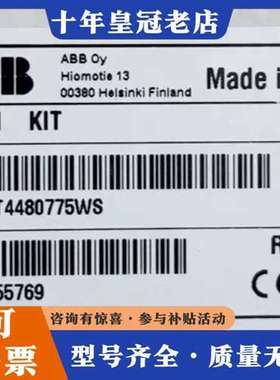 十年皇冠老店
ABB Oy
Hiomotie 13
00380 Helsinki Finland
Made i
KIT
T4480775WS
55769
R
咨询有惊喜·参与补贴活动
票
型号齐全·质量无